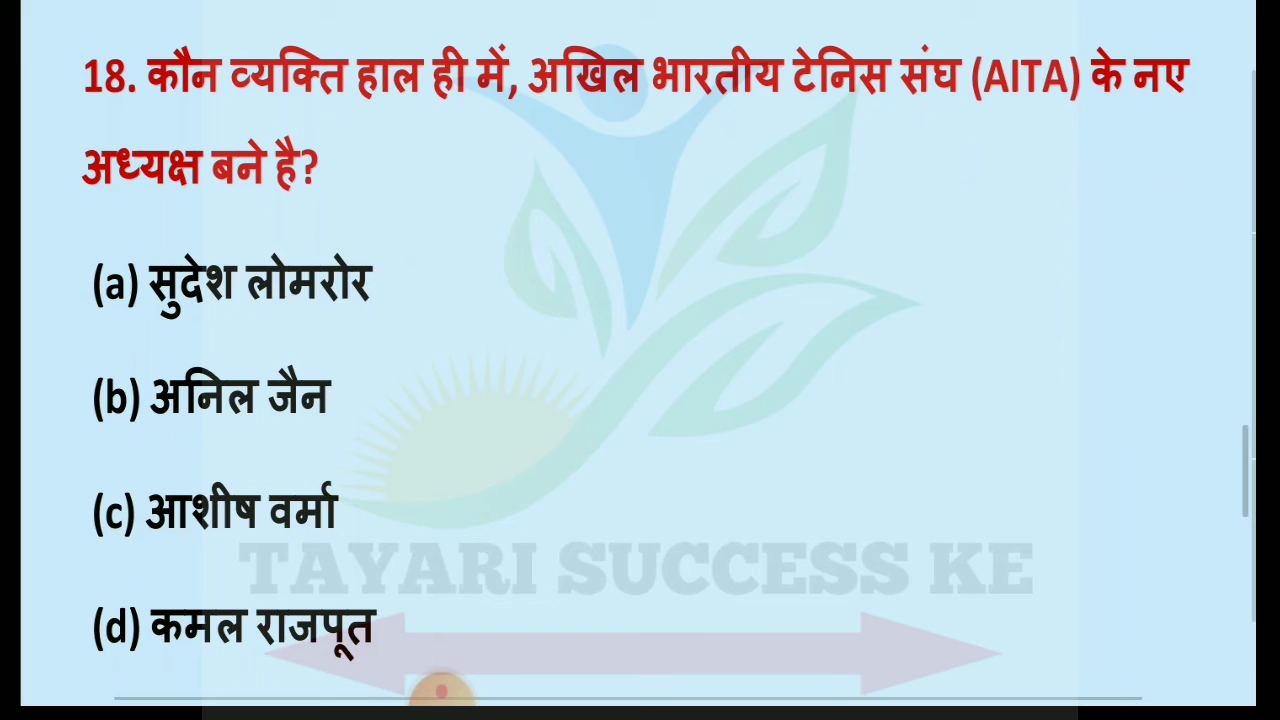 18. कौन व्यक्ति हाल ही में, अखिल भारतीय टेनिस संघ (AITA) के नए
अध्यक्ष बने है?
(a) सुदेश लोमरोर
(b) अनिल जैन
(c) आशीष वर्मा
TAYARI SUCCESS KE
(d) कमल राजपूत